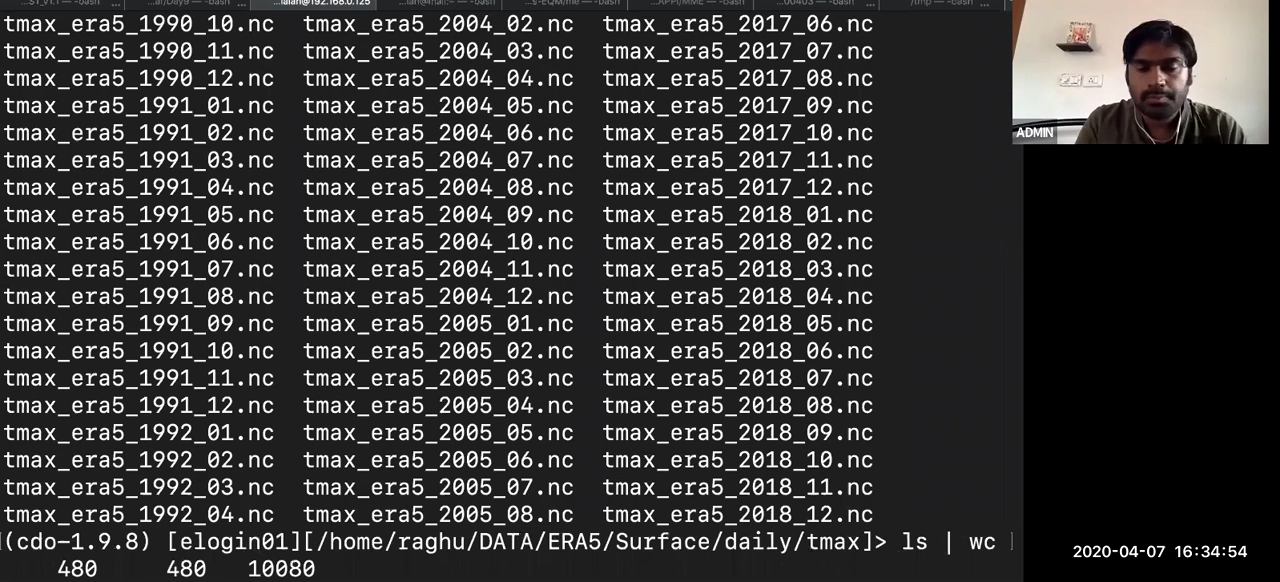 tmax_era5_1990_10.nc  tmax_era5_2004_02.nc  tmax_era5_2017_06.nc
tmax_era5_1990_11.nc  tmax_era5_2004_03.nc  tmax_era5_2017_07.nc
tmax_era5_1990_12.nc  tmax_era5_2004_04.nc  tmax_era5_2017_08.nc
tmax_era5_1991_01.nc  tmax_era5_2004_05.nc  tmax_era5_2017_09.nc
tmax_era5_1991_02.nc  tmax_era5_2004_06.nc  tmax_era5_2017_10.nc
tmax_era5_1991_03.nc  tmax_era5_2004_07.nc  tmax_era5_2017_11.nc
tmax_era5_1991_04.nc  tmax_era5_2004_08.nc  tmax_era5_2017_12.nc
tmax_era5_1991_05.nc  tmax_era5_2004_09.nc  tmax_era5_2018_01.nc
tmax_era5_1991_06.nc  tmax_era5_2004_10.nc  tmax_era5_2018_02.nc
tmax_era5_1991_07.nc  tmax_era5_2004_11.nc  tmax_era5_2018_03.nc
tmax_era5_1991_08.nc  tmax_era5_2004_12.nc  tmax_era5_2018_04.nc
tmax_era5_1991_09.nc  tmax_era5_2005_01.nc  tmax_era5_2018_05.nc
tmax_era5_1991_10.nc  tmax_era5_2005_02.nc  tmax_era5_2018_06.nc
tmax_era5_1991_11.nc  tmax_era5_2005_03.nc  tmax_era5_2018_07.nc
tmax_era5_1991_12.nc  tmax_era5_2005_04.nc  tmax_era5_2018_08.nc
tmax_era5_1992_01.nc  tmax_era5_2005_05.nc  tmax_era5_2018_09.nc
tmax_era5_1992_02.nc  tmax_era5_2005_06.nc  tmax_era5_2018_10.nc
tmax_era5_1992_03.nc  tmax_era5_2005_07.nc  tmax_era5_2018_11.nc
tmax_era5_1992_04.nc  tmax_era5_2005_08.nc  tmax_era5_2018_12.nc
(cdo-1.9.8) [elogin01][/home/raghu/DATA/ERA5/Surface/daily/tmax]> ls | wc
480  480  10080
ADMIN
2020-04-07  16:34:54